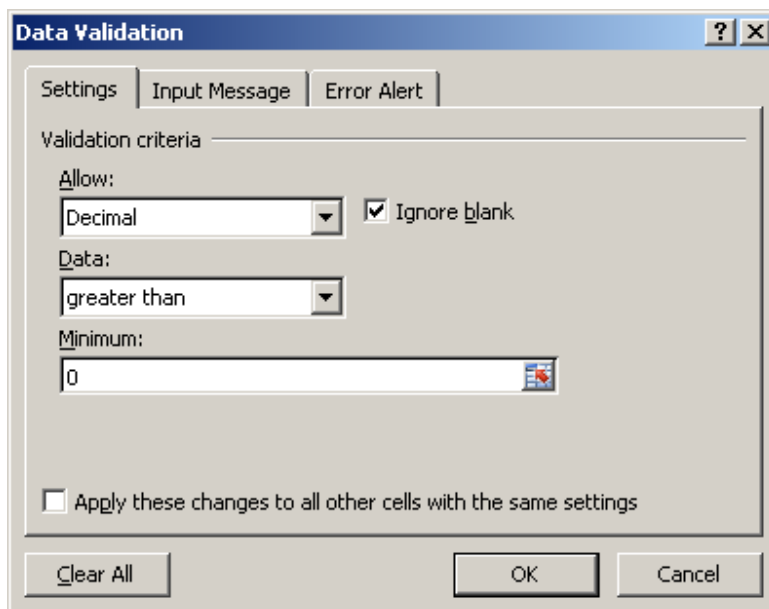 Data Validation
Settings Input Message Error Alert
Validation criteria
Allow:
Decimal Ignore blank
Data:
greater than
Minimum:
0
Apply these changes to all other cells with the same settings
Clear All OK Cancel